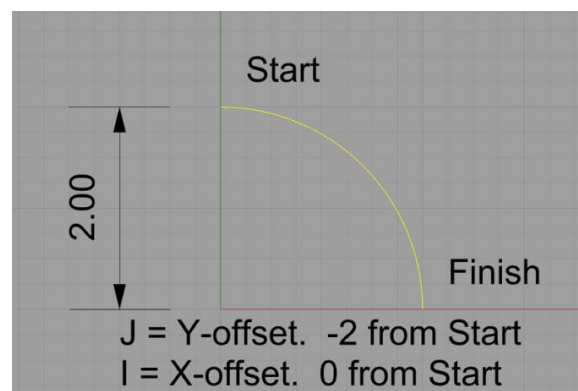 Start
2.00
Finish
J = Y-offset. -2 from Start
I = X-offset. 0 from Start